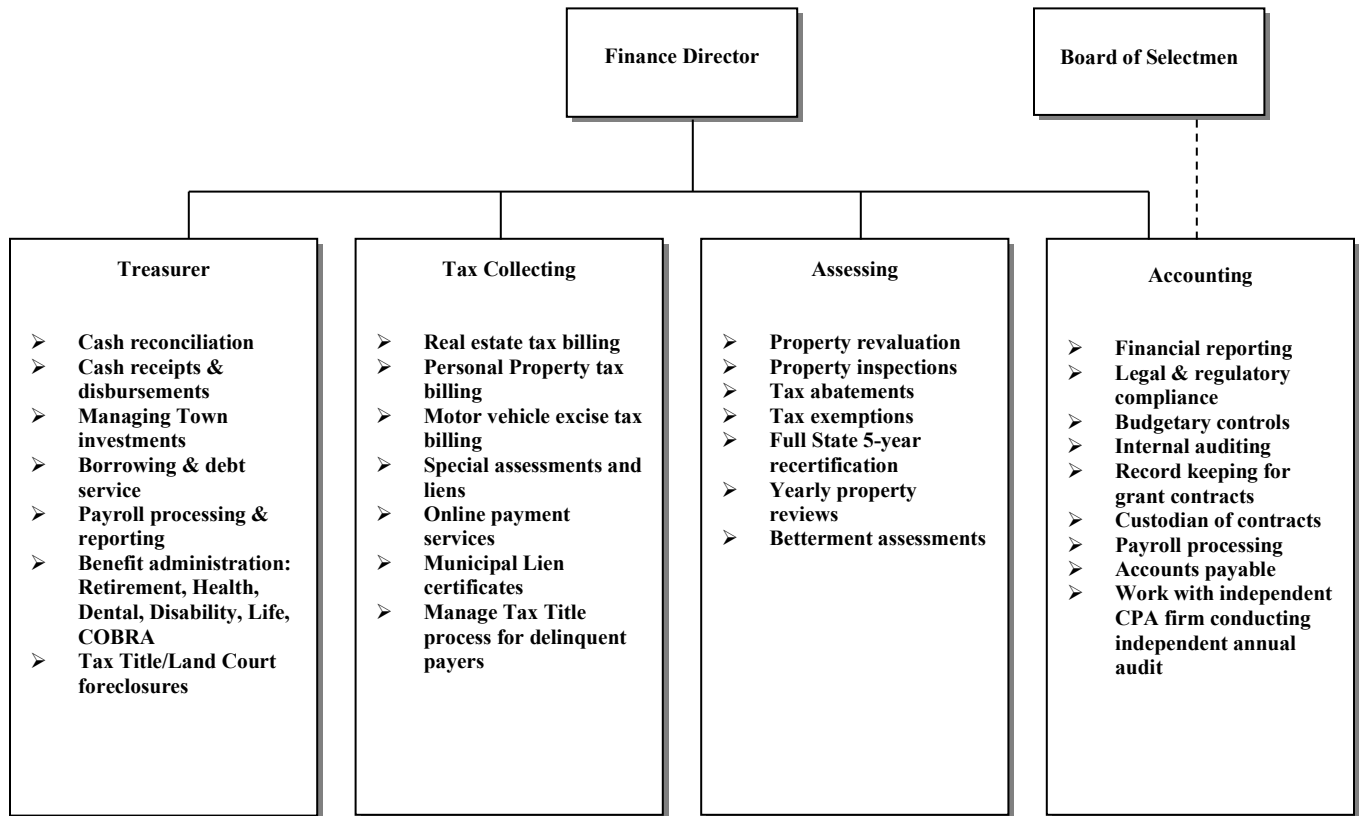 Finance Director
Board of Selectmen
Treasurer
➢ Cash reconciliation
➢ Cash receipts &
disbursements
➢ Managing Town
investments
➢ Borrowing & debt
service
➢ Payroll processing &
reporting
➢ Benefit administration:
Retirement, Health,
Dental, Disability, Life,
COBRA
➢ Tax Title/Land Court
foreclosures
Tax Collecting
➢ Real estate tax billing
➢ Personal Property tax
billing
➢ Motor vehicle excise tax
billing
➢ Special assessments and
liens
➢ Online payment
services
➢ Municipal Lien
certificates
➢ Manage Tax Title
process for delinquent
payers
Assessing
➢ Property revaluation
➢ Property inspections
➢ Tax abatements
➢ Tax exemptions
➢ Full State 5-year
recertification
➢ Yearly property
reviews
➢ Betterment assessments
Accounting
➢ Financial reporting
➢ Legal & regulatory
compliance
➢ Budgetary controls
➢ Internal auditing
➢ Record keeping for
grant contracts
➢ Custodian of contracts
➢ Payroll processing
➢ Accounts payable
➢ Work with independent
CPA firm conducting
independent annual
audit